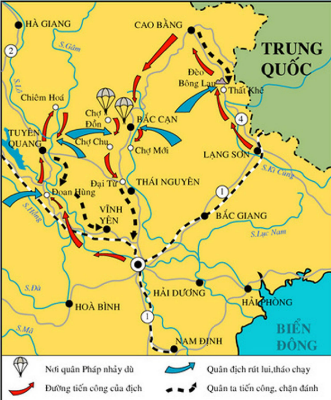 HÀ GIANG
CAO BẰNG
TRUNG
QUỐC
2
S.Gâm
S.Lô
Đèo
Bông Lau
Thất Khê
Chiêm Hoá
Chợ
Đồn
BẮC CẠN
4
TUYÊN
QUANG
Chợ Chu
Chợ Mới
LẠNG SƠN
S.Kì Cùng
Đại Từ
THÁI NGUYÊN
Đoan Hùng
S.Hồng
VĨNH
YÊN
1
BẮC GIANG
S.Lục Nam
S.Đà
HẢI DƯƠNG
HẢI PHÒNG
HOÀ BÌNH
1
S.Mã
NAM ĐỊNH
BIỂN
ĐÔNG
Nơi quân Pháp nhảy dù
Quân địch rút lui,tháo chạy
Đường tiến công của địch
Quân ta tiến công, chặn đánh